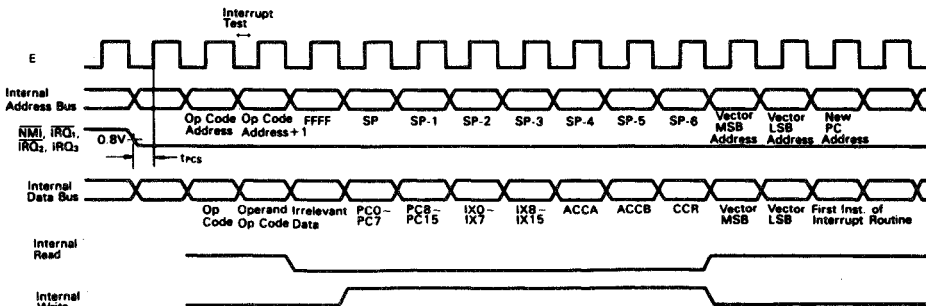 Interrupt
Test
E
Internal
Address Bus
Op Code
Address
Op Code
Address+1
FFFF
SP
SP-1
SP-2
SP-3
SP-4
SP-5
SP-6
Vector
MSB
Address
Vector
LSB
Address
New
PC
Address
NMI, IRQ₁,
IRQ₂, IRQ₃
0.8V
tPCS
Internal
Data Bus
Op
Code
Operand
Op Code
Irrelevant
Data
PC0~
PC7
PC8~
PC15
IX0~
IX7
IX8~
IX15
ACCA
ACCB
CCR
Vector
MSB
Vector
LSB
First Inst. of
Interrupt Routine
Internal
Read
Internal
Write